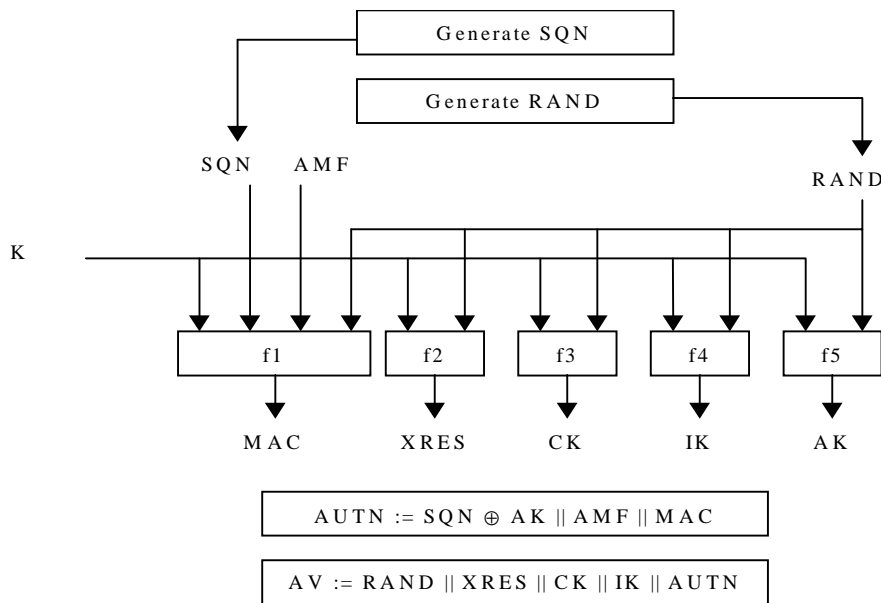 Generate SQN
Generate RAND
SQN AMF
RAND
K
f1 f2 f3 f4 f5
MAC XRES CK IK AK
AUTN := SQN ⊕ AK || AMF || MAC
AV := RAND || XRES || CK || IK || AUTN